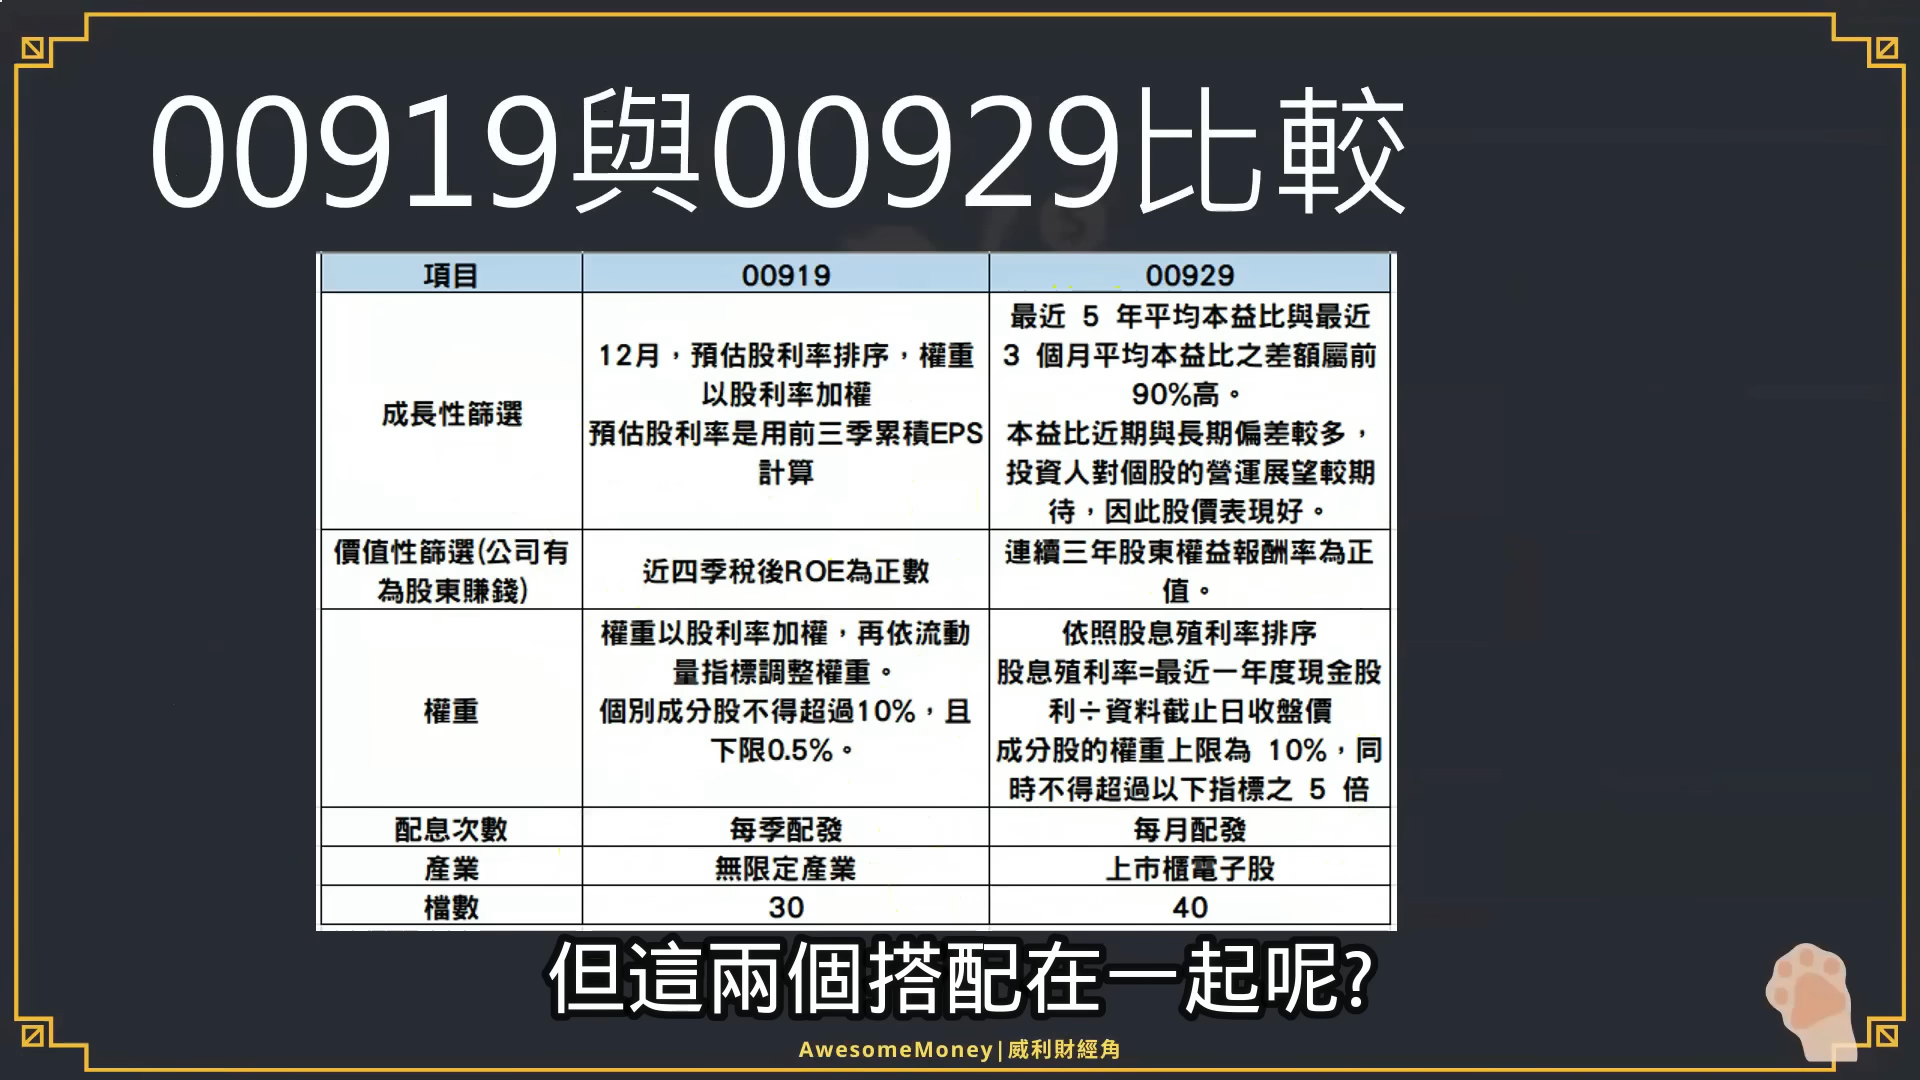 00919與00929比較
項目 00919 00929
成長性篩選
12月，預估股利率排序，權重
以股利率加權
預估股利率是用前三季累積EPS
計算
最近 5 年平均本益比與最近
3 個月平均本益比之差額屬前
90%高。
本益比近期與長期偏差較多，
投資人對個股的營運展望較期
待，因此股價表現好。
價值性篩選(公司有
為股東賺錢)
近四季稅後ROE為正數
連續三年股東權益報酬率為正
值。
權重
權重以股利率加權，再依流動
量指標調整權重。
個別成分股不得超過10%，且
下限0.5%。
依照股息殖利率排序
股息殖利率=最近一年度現金股
利÷資料截止日收盤價
成分股的權重上限為 10%，同
時不得超過以下指標之 5 倍
配息次數 每季配發 每月配發
產業 無限定產業 上市櫃電子股
檔數 30 40
但這兩個搭配在一起呢?
AwesomeMoney|威利財經角